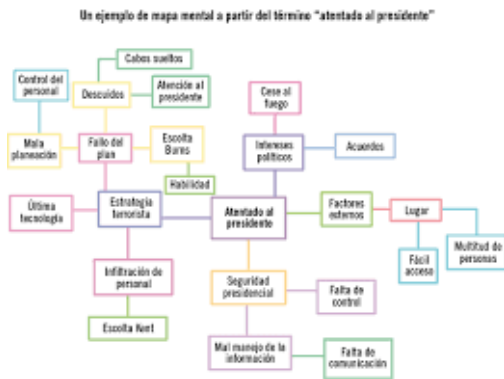 Un ejemplo de mapa mental a partir del término “atentado al presidente”
Cabos sueltos
Control del
personal
Descuidos
Atención al
presidente
Cese al
fuego
Mala
planeación
Fallo del
plan
Escolta
Bures
Intereses
políticos
Acuerdos
Habilidad
Última
tecnología
Estrategia
terrorista
Atentado al
presidente
Factores
externos
Lugar
Fácil
acceso
Multitud de
personas
Infiltración de
personal
Seguridad
presidencial
Falta de
control
Escolta Kent
Mal manejo de la
información
Falta de
comunicación